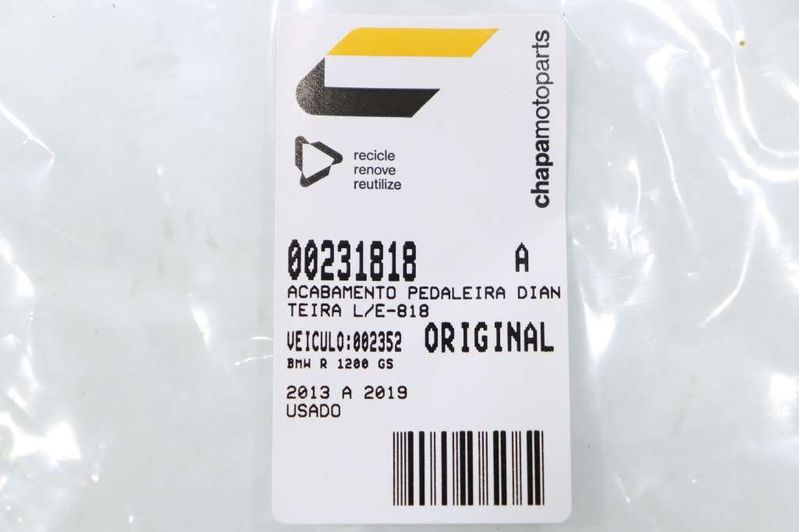 chapamotoparts
recicle
renove
reutilize
00231818 A
ACABAMENTO PEDALEIRA DIAN
TEIRA L/E-818
VEICULO:002352 ORIGINAL
BMW R 1200 GS
2013 A 2019
USADO